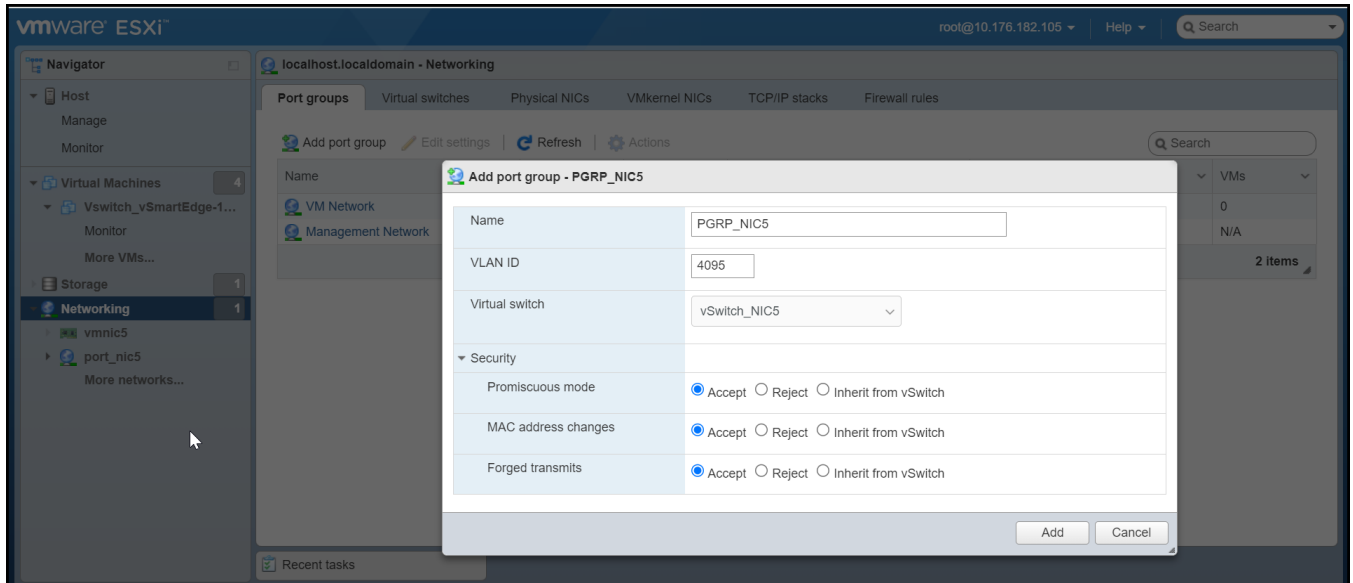 vmware ESXi™
root@10.176.182.105
Help
Search
Navigator
localhost.localdomain - Networking
Host
Manage
Monitor
Port groups
Virtual switches
Physical NICs
VMkernel NICs
TCP/IP stacks
Firewall rules
Add port group
Edit settings
Refresh
Actions
Search
Virtual Machines
4
Vswitch_vSmartEdge-1...
Monitor
More VMs...
Storage
1
Networking
1
vmnic5
port_nic5
More networks...
Name
VMs
VM Network
0
Management Network
N/A
2 items
Add port group - PGRP_NIC5
Name
PGRP_NIC5
VLAN ID
4095
Virtual switch
vSwitch_NIC5
Security
Promiscuous mode
Accept Reject Inherit from vSwitch
MAC address changes
Accept Reject Inherit from vSwitch
Forged transmits
Accept Reject Inherit from vSwitch
Add
Cancel
Recent tasks